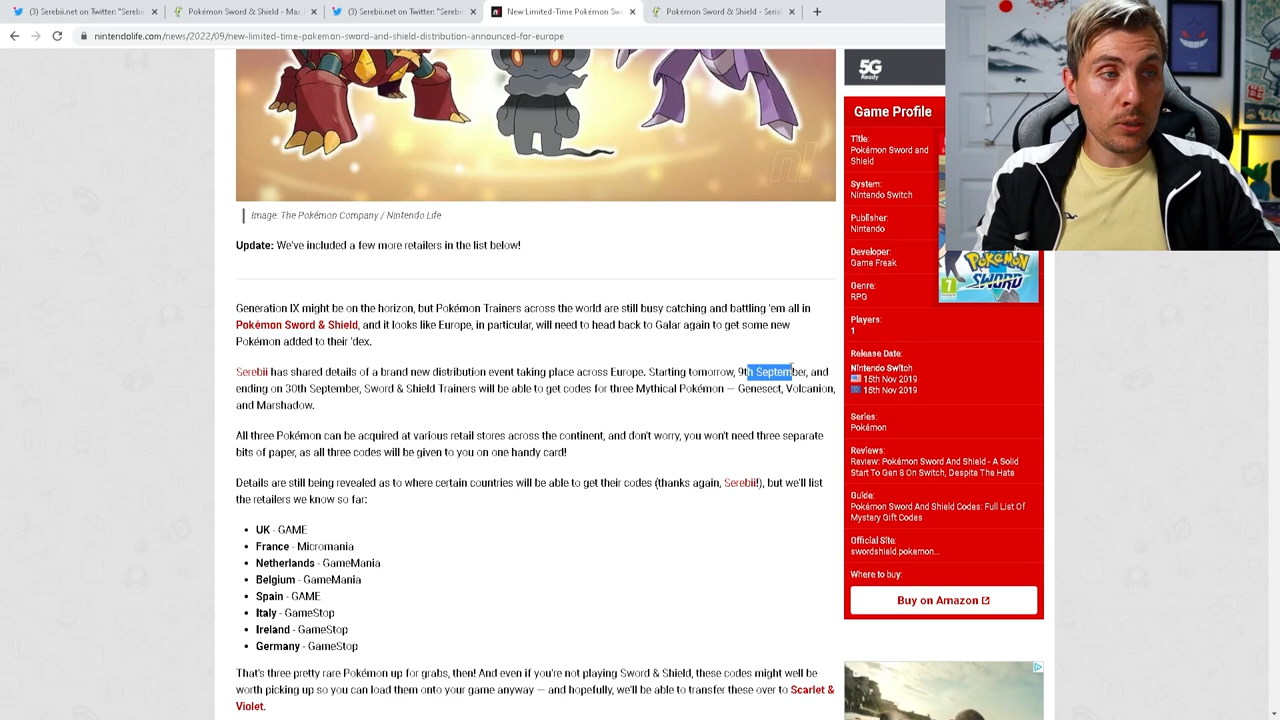 Serebii.net on Twitter: "Serebi
Pokémon Sword & Shield - Max
Serebii.net on Twitter: "Serebi
New Limited-Time Pokémon Sw
Pokémon Sword & Shield - Serial
nintendolife.com/news/2022/09/new-limited-time-pokemon-sword-and-shield-distribution-announced-for-europe
Image: The Pokémon Company / Nintendo Life
Update: We've included a few more retailers in the list below!
Generation IX might be on the horizon, but Pokémon Trainers across the world are still busy catching and battling 'em all in
Pokémon Sword & Shield, and it looks like Europe, in particular, will need to head back to Galar again to get some new
Pokémon added to their 'dex.
Serebii has shared details of a brand new distribution event taking place across Europe. Starting tomorrow, 9th September, and
ending on 30th September, Sword & Shield Trainers will be able to get codes for three Mythical Pokémon — Genesect, Volcanion,
and Marshadow.
All three Pokémon can be acquired at various retail stores across the continent, and don't worry, you won't need three separate
bits of paper, as all three codes will be given to you on one handy card!
Details are still being revealed as to where certain countries will be able to get their codes (thanks again, Serebii!), but we'll list
the retailers we know so far:
UK - GAME
France - Micromania
Netherlands - GameMania
Belgium - GameMania
Spain - GAME
Italy - GameStop
Ireland - GameStop
Germany - GameStop
That's three pretty rare Pokémon up for grabs, then! And even if you're not playing Sword & Shield, these codes might well be
worth picking up so you can load them onto your game anyway — and hopefully, we'll be able to transfer these over to Scarlet &
Violet.
5G
Ready
Game Profile
Title:
Pokémon Sword and
Shield
System:
Nintendo Switch
Publisher:
Nintendo
Developer:
Game Freak
Genre:
RPG
Players:
1
Release Date:
Nintendo Switch
15th Nov 2019
15th Nov 2019
Series:
Pokémon
Reviews:
Review: Pokémon Sword And Shield - A Solid
Start To Gen 8 On Switch, Despite The Hate
Guide:
Pokémon Sword And Shield Codes: Full List Of
Mystery Gift Codes
Official Site:
swordshield.pokemon...
Where to buy:
Buy on Amazon
POKéMON
SWORD
7